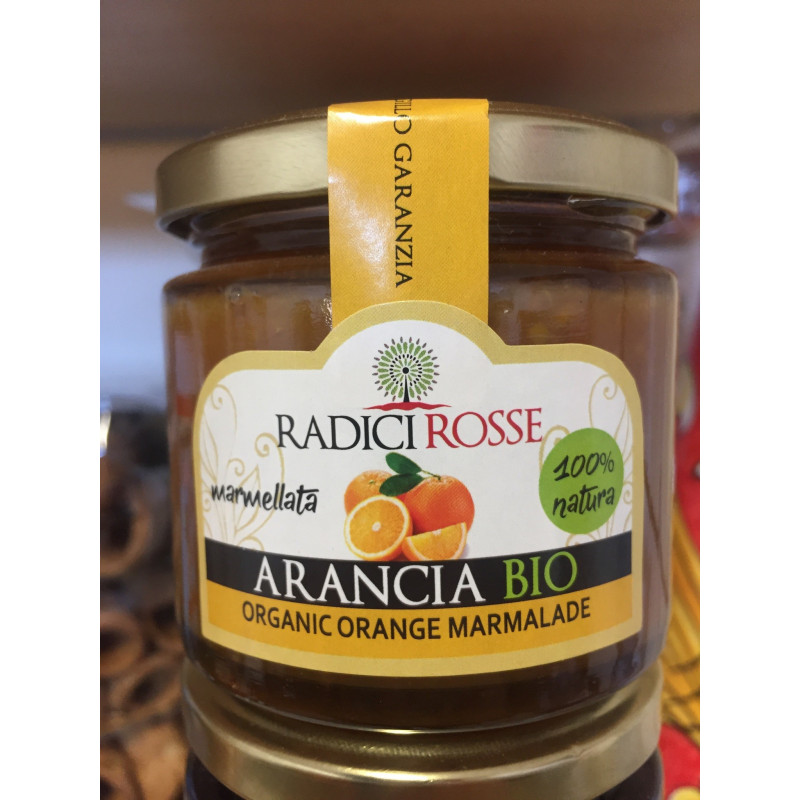 GARANZIA
RADICI ROSSE
marmellata
100%
natura
ARANCIA BIO
ORGANIC ORANGE MARMALADE